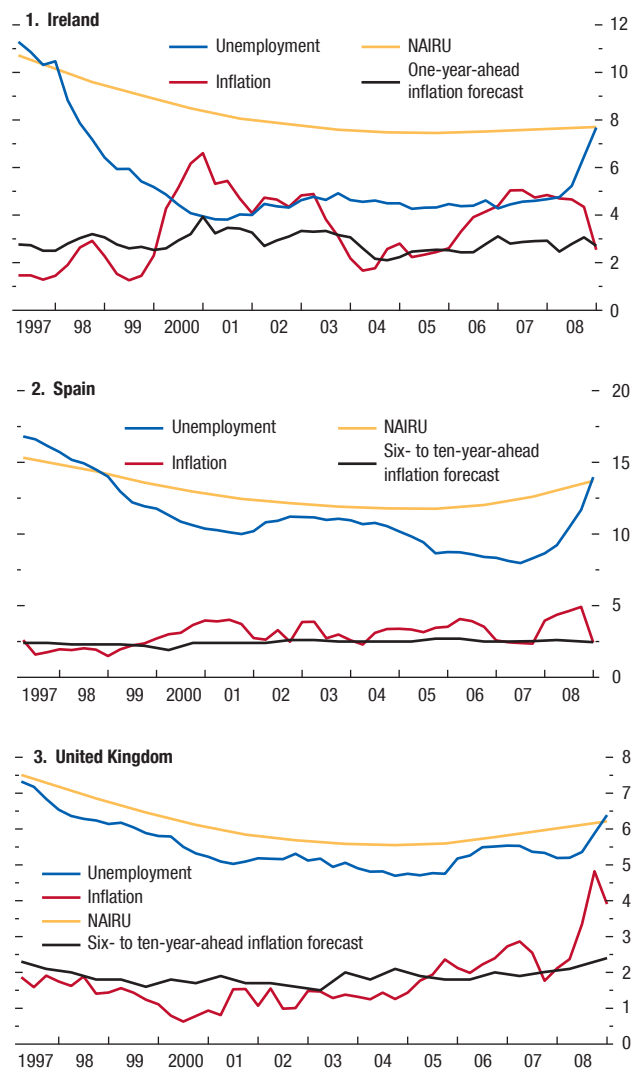 1. Ireland
Unemployment
NAIRU
Inflation
One-year-ahead
inflation forecast
12
10
8
6
4
2
0
1997 98 99 2000 01 02 03 04 05 06 07 08
2. Spain
Unemployment
NAIRU
Inflation
Six- to ten-year-ahead
inflation forecast
20
15
10
5
0
1997 98 99 2000 01 02 03 04 05 06 07 08
3. United Kingdom
Unemployment
Inflation
NAIRU
Six- to ten-year-ahead inflation forecast
8
7
6
5
4
3
2
1
0
1997 98 99 2000 01 02 03 04 05 06 07 08